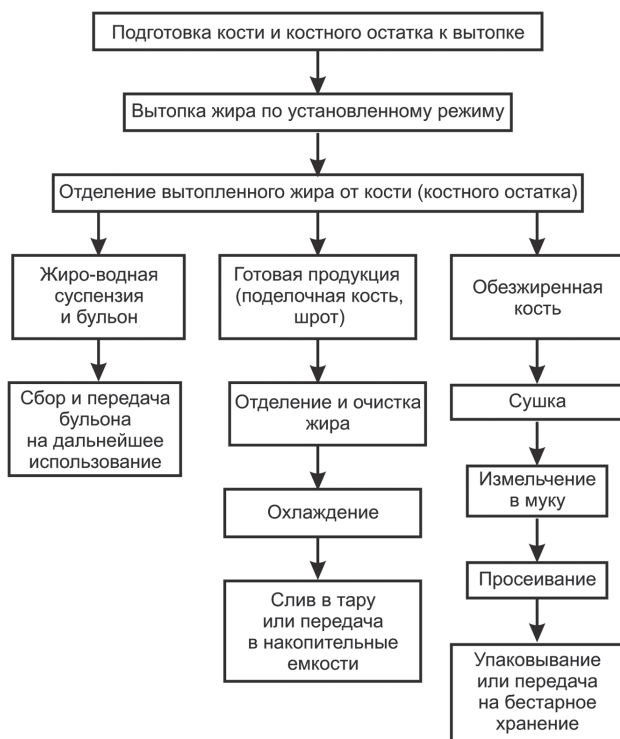 Подготовка кости и костного остатка к вытопке
Вытопка жира по установленному режиму
Отделение вытопленного жира от кости (костного остатка)
Жиро-водная
суспензия
и бульон
Готовая продукция
(поделочная кость,
шрот)
Обезжиренная
кость
Сбор и передача
бульона
на дальнейшее
использование
Отделение и очистка
жира
Сушка
Измельчение
в муку
Охлаждение
Просеивание
Слив в тару
или передача
в накопительные
емкости
Упаковывание
или передача
на бестарное
хранение